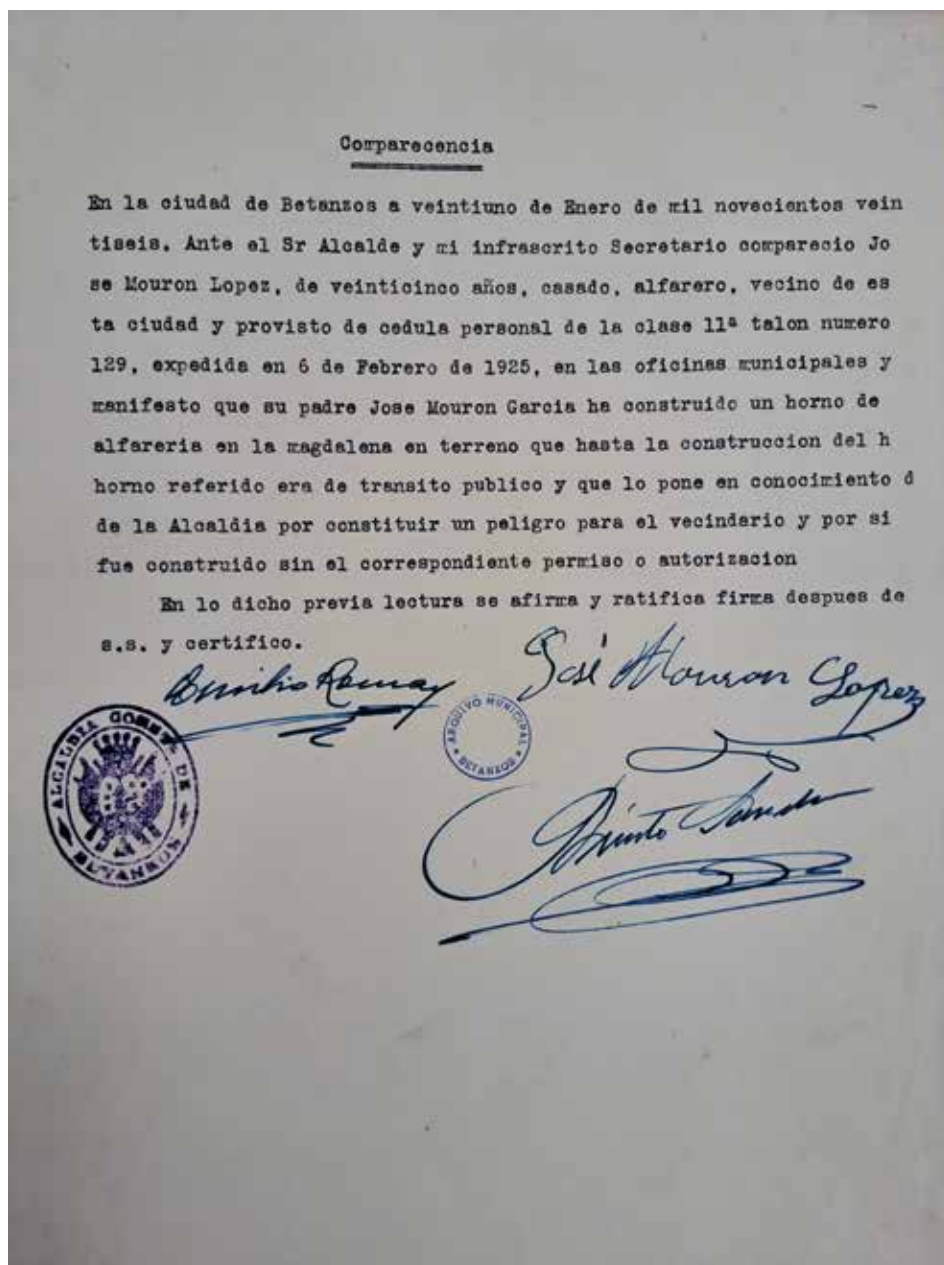 Comparecencia
En la ciudad de Betanzos a veintiuno de Enero de mil novecientos vein
tiseis. Ante el Sr Alcalde y mi infrascrito Secretario comparecio Jo
se Mouron Lopez, de veinticinco años, casado, alfarero, vecino de es
ta ciudad y provisto de cedula personal de la clase 11ª talon numero
129, expedida en 6 de Febrero de 1925, en las oficinas municipales y
manifesto que su padre Jose Mouron Garcia ha construido un horno de
alfareria en la magdalena en terreno que hasta la construccion del h
horno referido era de transito publico y que lo pone en conocimiento d
de la Alcaldia por constituir un peligro para el vecindario y por si
fue construido sin el correspondiente permiso o autorizacion
En lo dicho previa lectura se afirma y ratifica firma despues de
s.s. y certifico.
José Mouron Lopez
ARQUIVO MUNICIPAL
BETANZOS
ALCALDIA CONST. DE
BETANZOS